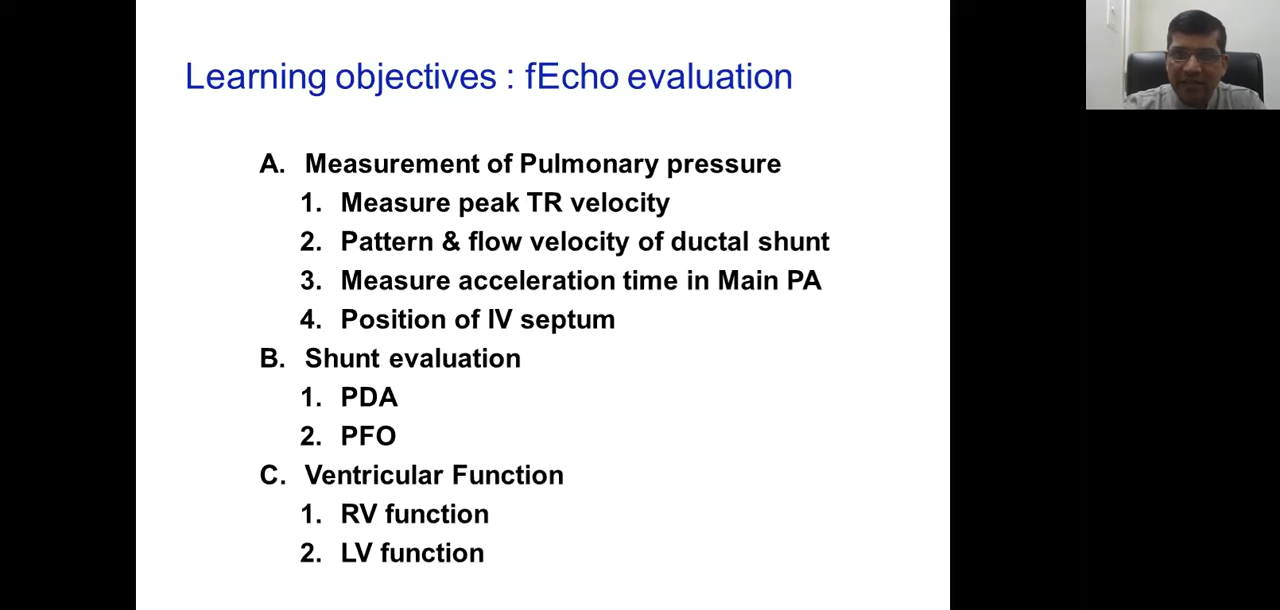 Learning objectives : fEcho evaluation
A. Measurement of Pulmonary pressure
1. Measure peak TR velocity
2. Pattern & flow velocity of ductal shunt
3. Measure acceleration time in Main PA
4. Position of IV septum
B. Shunt evaluation
1. PDA
2. PFO
C. Ventricular Function
1. RV function
2. LV function